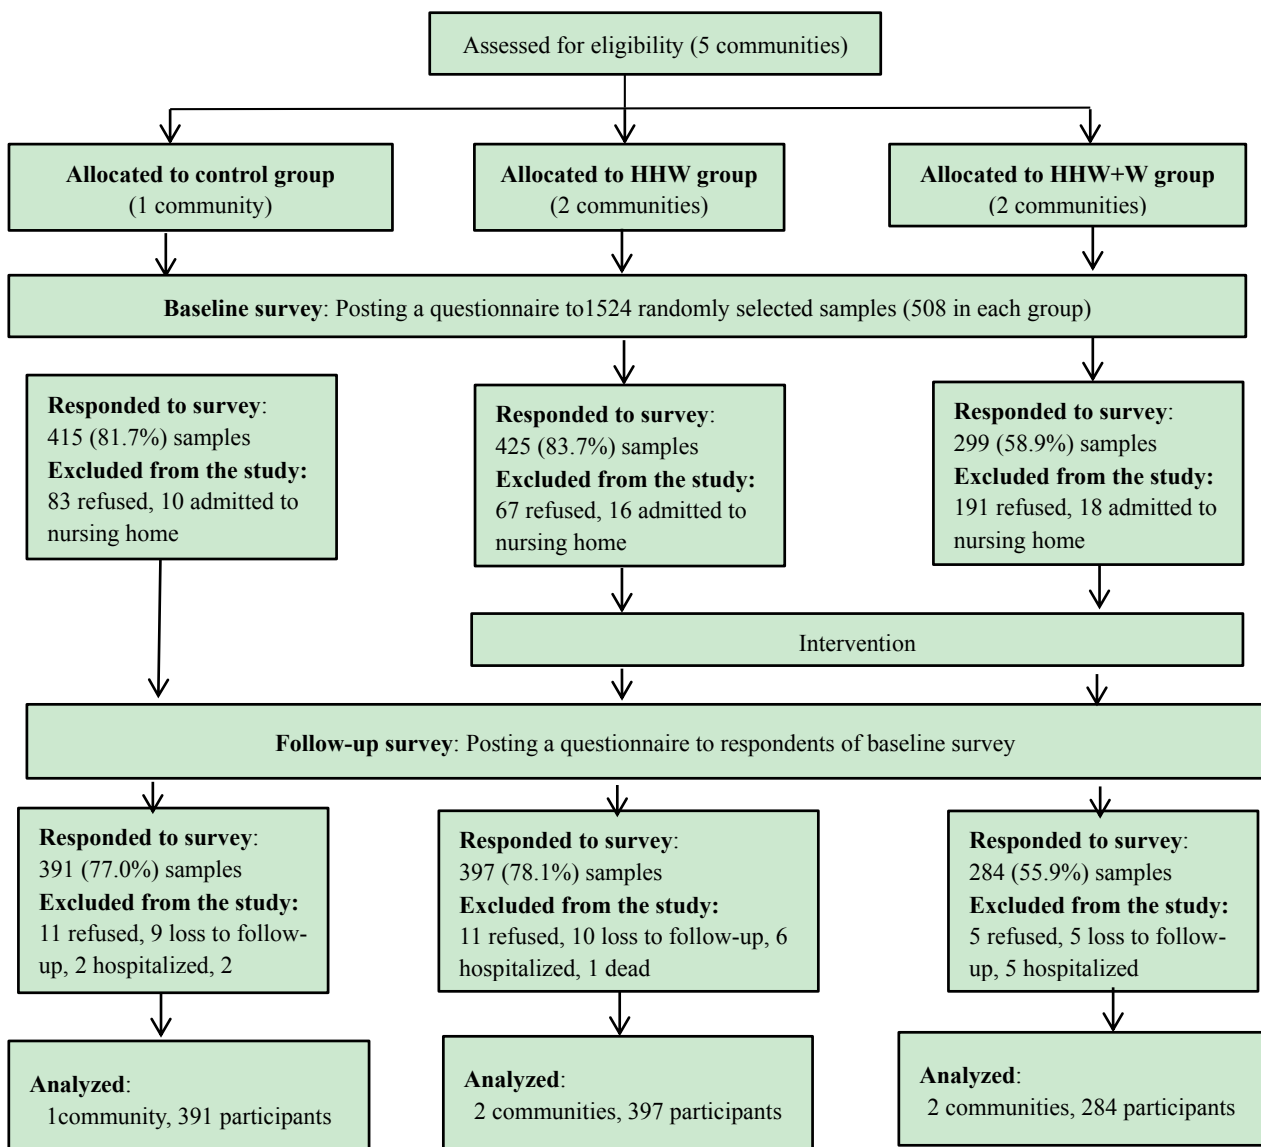 Assessed for eligibility (5 communities)
Allocated to control group
(1 community)
Allocated to HHW group
(2 communities)
Allocated to HHW+W group
(2 communities)
Baseline survey: Posting a questionnaire to1524 randomly selected samples (508 in each group)
Responded to survey:
415 (81.7%) samples
Excluded from the study:
83 refused, 10 admitted to
nursing home
Responded to survey:
425 (83.7%) samples
Excluded from the study:
67 refused, 16 admitted to
nursing home
Responded to survey:
299 (58.9%) samples
Excluded from the study:
191 refused, 18 admitted to
nursing home
Intervention
Follow-up survey: Posting a questionnaire to respondents of baseline survey
Responded to survey:
391 (77.0%) samples
Excluded from the study:
11 refused, 9 loss to follow-
up, 2 hospitalized, 2
Responded to survey:
397 (78.1%) samples
Excluded from the study:
11 refused, 10 loss to follow-up, 6
hospitalized, 1 dead
Responded to survey:
284 (55.9%) samples
Excluded from the study:
5 refused, 5 loss to follow-
up, 5 hospitalized
Analyzed:
1community, 391 participants
Analyzed:
2 communities, 397 participants
Analyzed:
2 communities, 284 participants